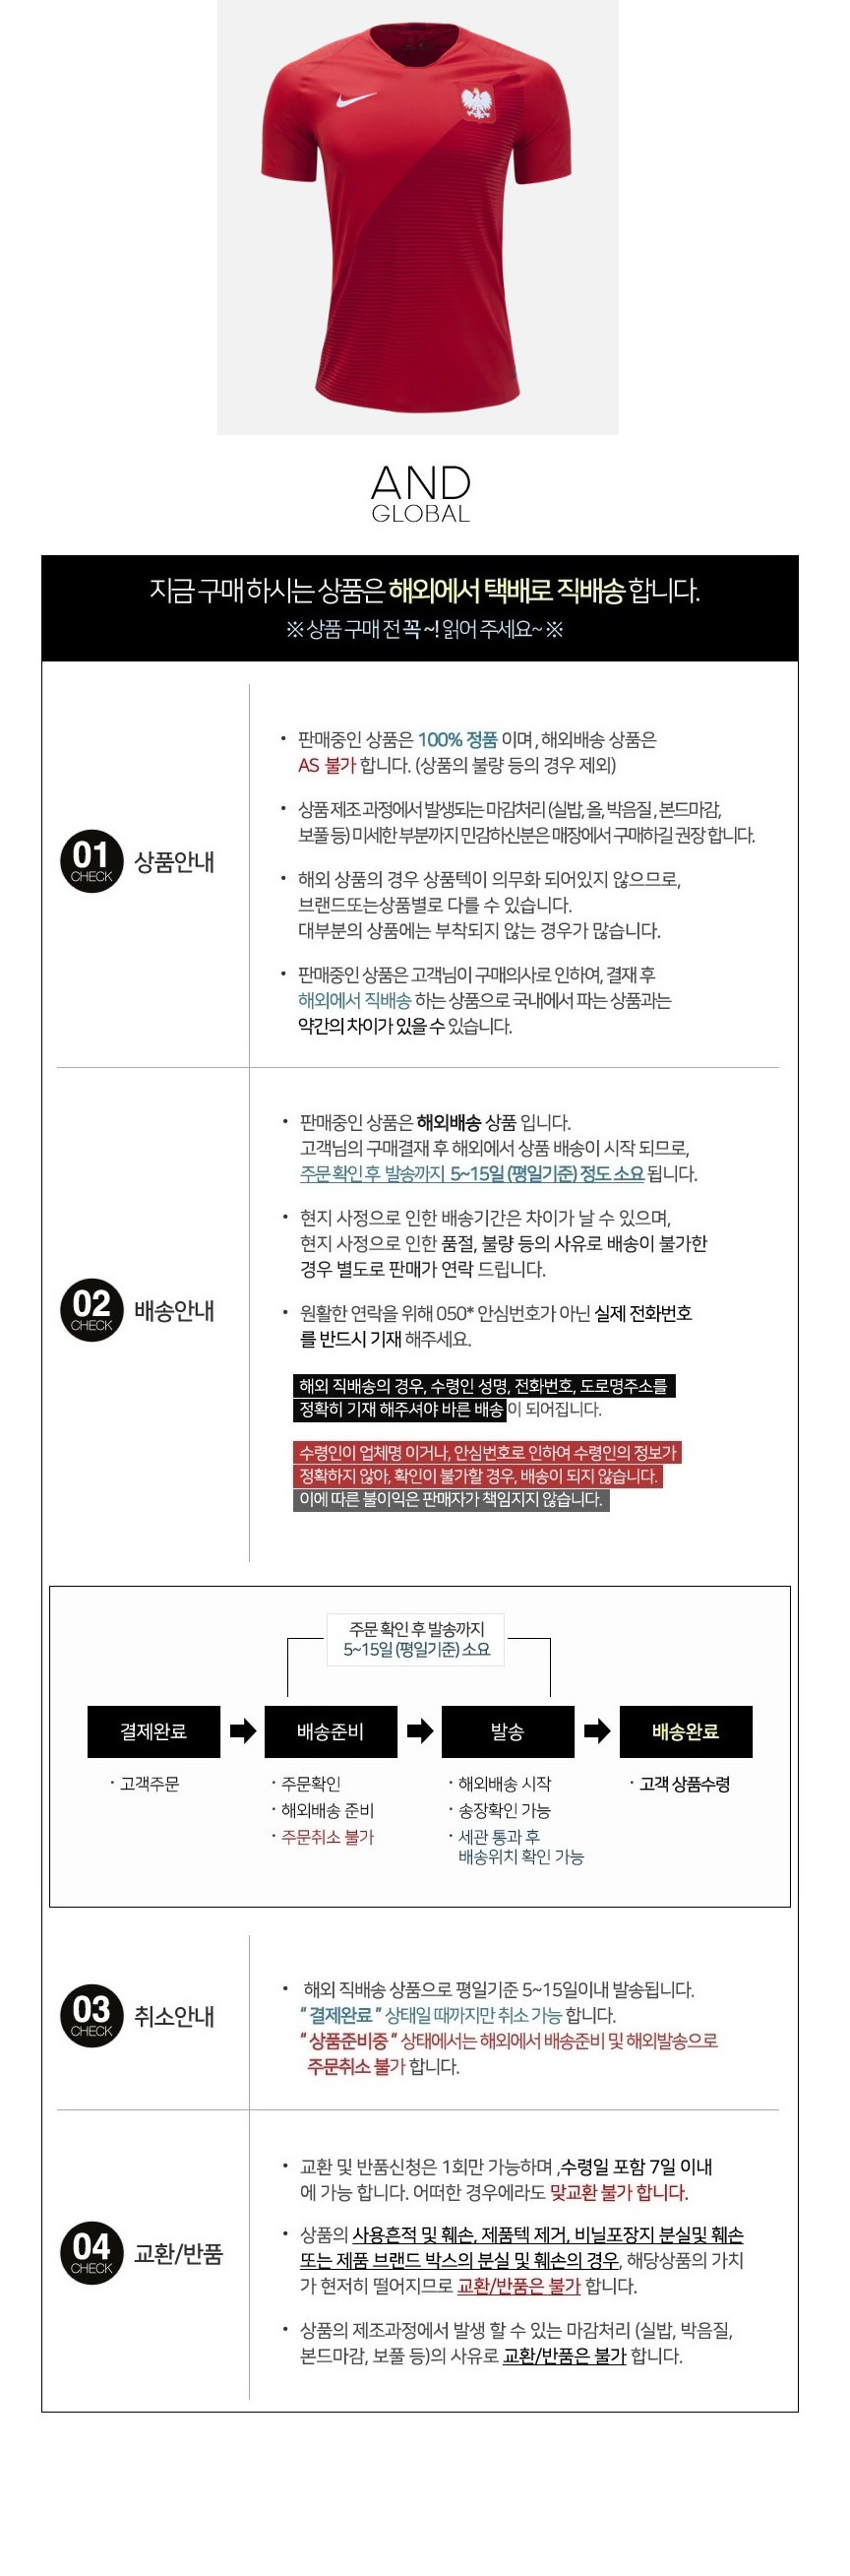 AND
GLOBAL
지금 구매 하시는 상품은 해외에서 택배로 직배송 합니다.
※ 상품 구매 전 꼭 ~! 읽어 주세요~ ※
01
CHECK
상품안내
• 판매중인 상품은 100% 정품 이며 , 해외배송 상품은
AS 불가 합니다. (상품의 불량 등의 경우 제외)
• 상품 제조 과정에서 발생되는 마감처리 (실밥, 올, 박음질 , 본드마감,
보풀 등) 미세한 부분까지 민감하신분은 매장에서 구매하길 권장 합니다.
• 해외 상품의 경우 상품텍이 의무화 되어있지 않으므로,
브랜드또는상품별로 다를 수 있습니다.
대부분의 상품에는 부착되지 않는 경우가 많습니다.
• 판매중인 상품은 고객님이 구매의사로 인하여, 결재 후
해외에서 직배송 하는 상품으로 국내에서 파는 상품과는
약간의 차이가 있을 수 있습니다.
02
CHECK
배송안내
• 판매중인 상품은 해외배송 상품 입니다.
고객님의 구매결재 후 해외에서 상품 배송이 시작 되므로,
주문 확인 후 발송까지 5~15일 (평일기준) 정도 소요 됩니다.
• 현지 사정으로 인한 배송기간은 차이가 날 수 있으며,
현지 사정으로 인한 품절, 불량 등의 사유로 배송이 불가한
경우 별도로 판매가 연락 드립니다.
• 원활한 연락을 위해 050* 안심번호가 아닌 실제 전화번호
를 반드시 기재 해주세요.
해외 직배송의 경우, 수령인 성명, 전화번호, 도로명주소를
정확히 기재 해주셔야 바른 배송이 되어집니다.
수령인이 업체명 이거나, 안심번호로 인하여 수령인의 정보가
정확하지 않아, 확인이 불가할 경우, 배송이 되지 않습니다.
이에 따른 불이익은 판매자가 책임지지 않습니다.
주문 확인 후 발송까지
5~15일 (평일기준) 소요
결제완료
배송준비
발송
배송완료
· 고객주문
· 주문확인
· 해외배송 준비
· 주문취소 불가
· 해외배송 시작
· 송장확인 가능
· 세관 통과 후
배송위치 확인 가능
· 고객 상품수령
03
CHECK
취소안내
• 해외 직배송 상품으로 평일기준 5~15일이내 발송됩니다.
“ 결제완료 ” 상태일 때까지만 취소 가능 합니다.
“ 상품준비중 ” 상태에서는 해외에서 배송준비 및 해외발송으로
주문취소 불가 합니다.
04
CHECK
교환/반품
• 교환 및 반품신청은 1회만 가능하며 ,수령일 포함 7일 이내
에 가능 합니다. 어떠한 경우에라도 맞교환 불가 합니다.
• 상품의 사용흔적 및 훼손, 제품텍 제거, 비닐포장지 분실및 훼손
또는 제품 브랜드 박스의 분실 및 훼손의 경우, 해당상품의 가치
가 현저히 떨어지므로 교환/반품은 불가 합니다.
• 상품의 제조과정에서 발생 할 수 있는 마감처리 (실밥, 박음질,
본드마감, 보풀 등)의 사유로 교환/반품은 불가 합니다.